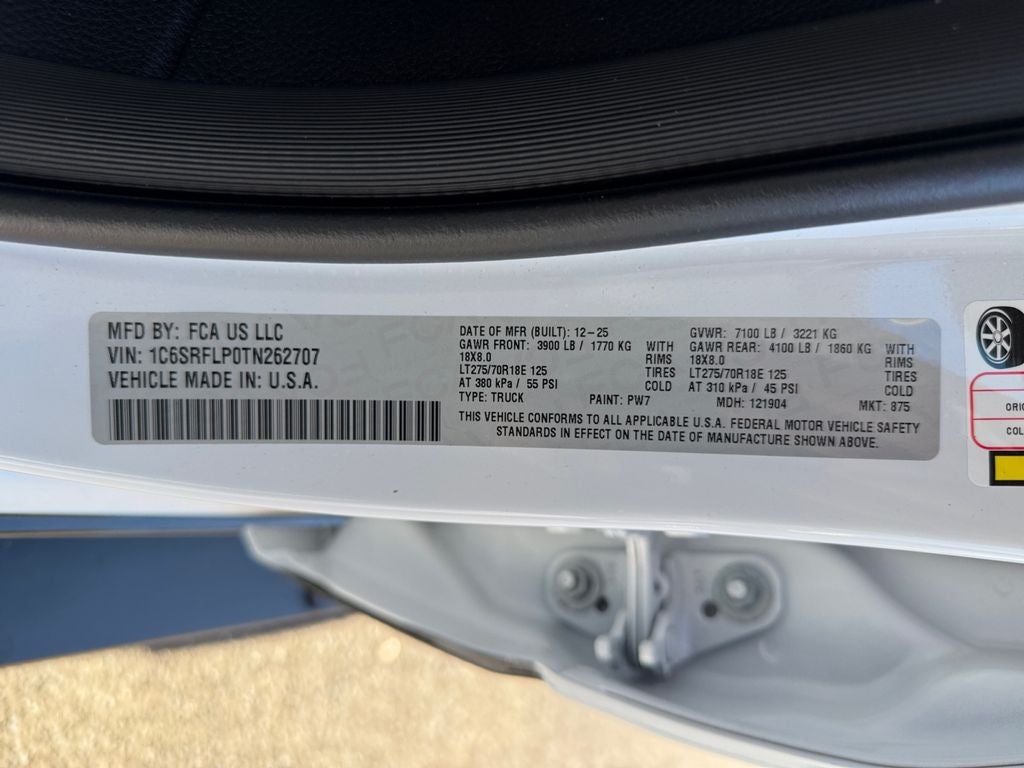 MFD BY: FCA US LLC
VIN: 1C6SRFLP0TN262707
VEHICLE MADE IN: U.S.A.
DATE OF MFR (BUILT): 12-25
GAWR FRONT: 3900 LB / 1770 KG WITH
18X8.0 RIMS
LT275/70R18E 125 TIRES
AT 380 kPa / 55 PSI COLD
TYPE: TRUCK PAINT: PW7
GVWR: 7100 LB / 3221 KG
GAWR REAR: 4100 LB / 1860 KG WITH
18X8.0 RIMS
LT275/70R18E 125 TIRES
AT 310 kPa / 45 PSI COLD
MDH: 121904 MKT: 875
THIS VEHICLE CONFORMS TO ALL APPLICABLE U.S.A. FEDERAL MOTOR VEHICLE SAFETY
STANDARDS IN EFFECT ON THE DATE OF MANUFACTURE SHOWN ABOVE.